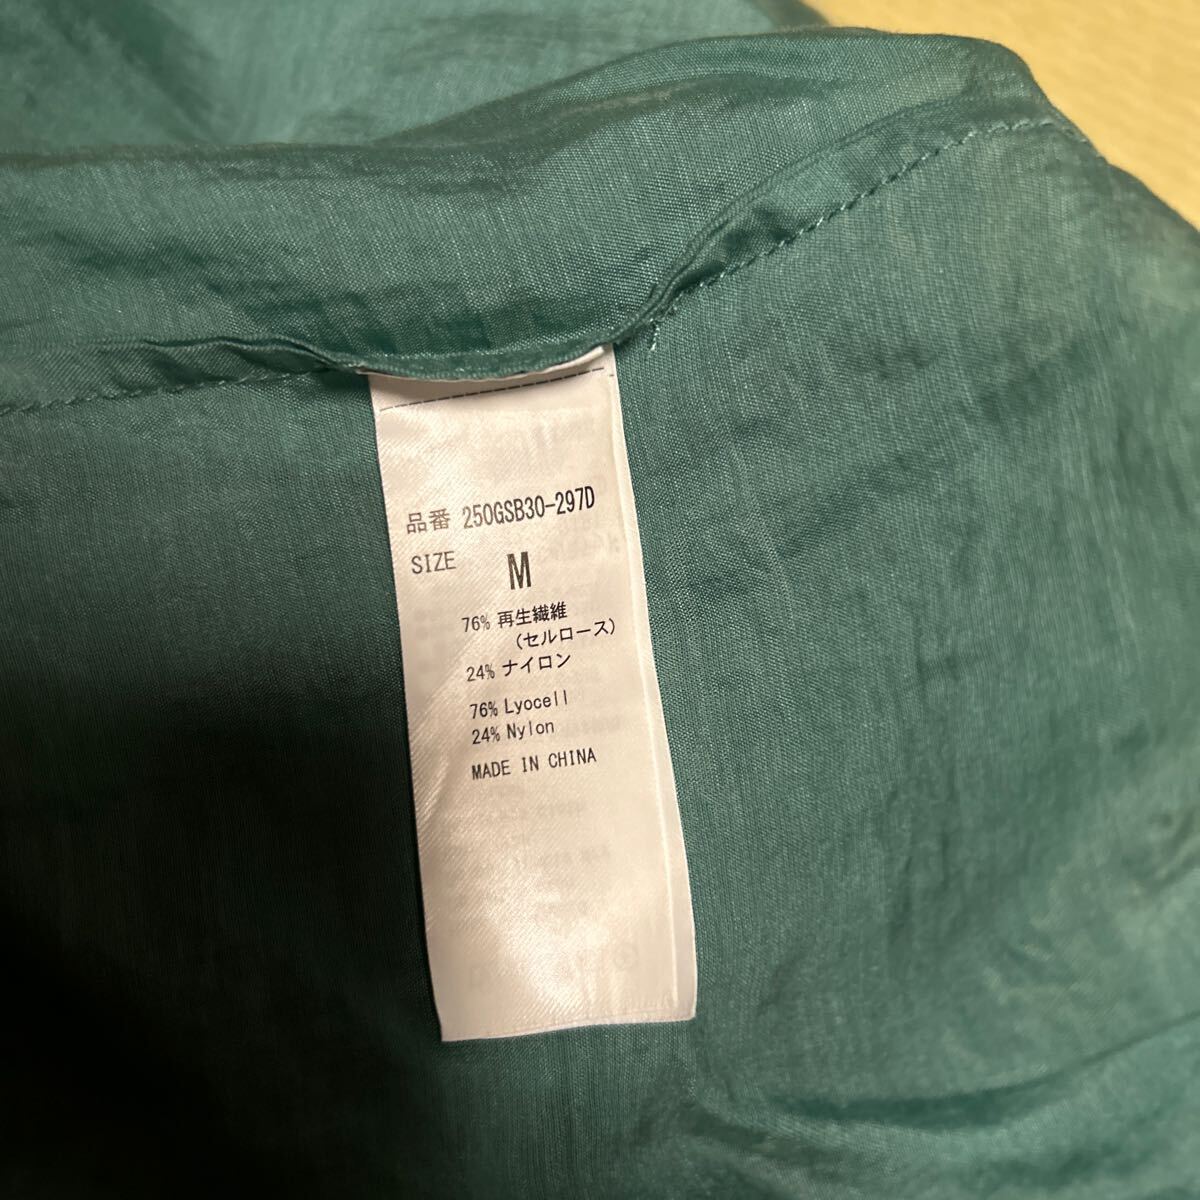 品番 250GSB30-297D
SIZE M
76% 再生繊維
(セルロース)
24% ナイロン
76% Lyocell
24% Nylon
MADE IN CHINA